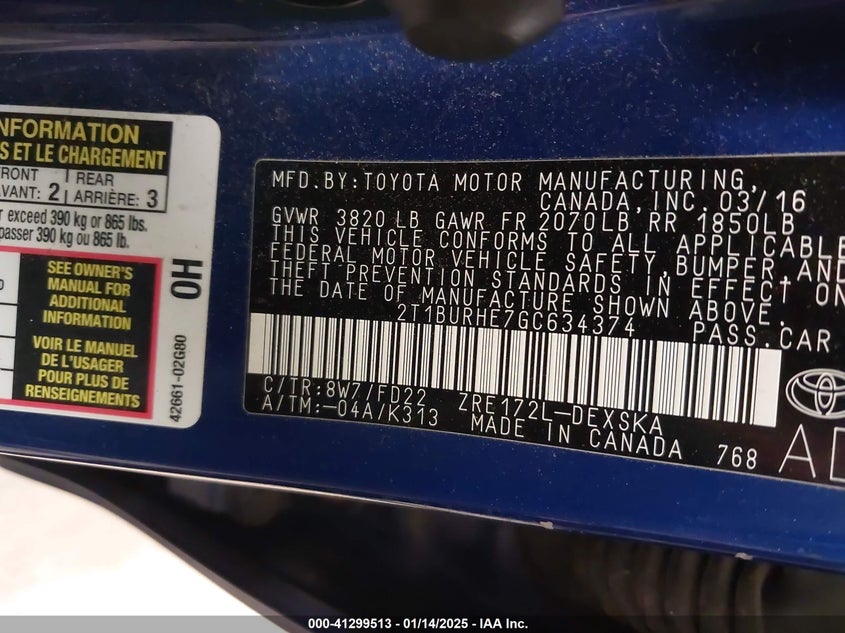 NFORMATION
S ET LE CHARGEMENT
FRONT REAR
AVANT: 2 ARRIÈRE: 3
exceed 390 kg or 865 lbs.
passer 390 kg ou 865 lb.
SEE OWNER'S
MANUAL FOR
ADDITIONAL
INFORMATION
VOIR LE MANUEL
DE L'USAGER
POUR PLUS DE
RENSEIGNEMENTS
OH
42661-02G80
MFD.BY:TOYOTA MOTOR MANUFACTURING,
CANADA,INC.03/16
GVWR 3820 LB GAWR FR 2070LB RR 1850LB
THIS VEHICLE CONFORMS TO ALL APPLICABLE
FEDERAL MOTOR VEHICLE SAFETY,BUMPER,AND
THEFT PREVENTION STANDARDS IN EFFECT ON
THE DATE OF MANUFACTURE SHOWN ABOVE.
2T1BURHE7GC634374 PASS.CAR
C/TR:8W7/FD22 ZRE172L-DEXSKA
A/TM:-04A/K313 MADE IN CANADA 768
000-41299513 - 01/14/2025 - IAA Inc.